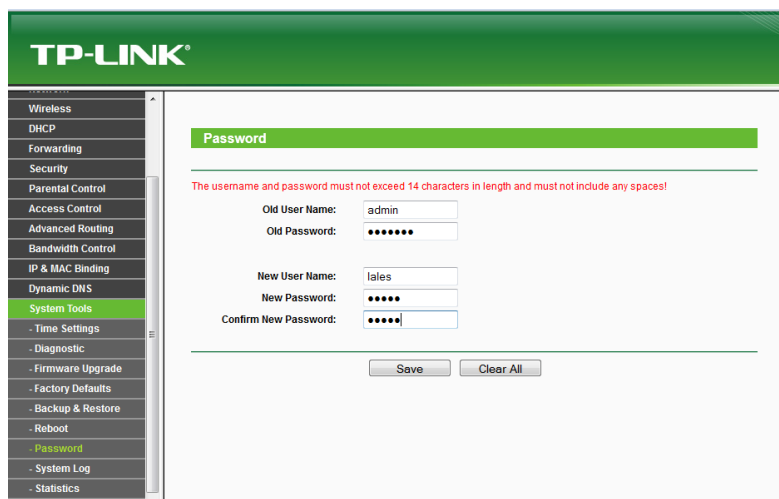 TP-LINK®
Wireless
DHCP
Forwarding
Security
Parental Control
Access Control
Advanced Routing
Bandwidth Control
IP & MAC Binding
Dynamic DNS
System Tools
- Time Settings
- Diagnostic
- Firmware Upgrade
- Factory Defaults
- Backup & Restore
- Reboot
- Password
- System Log
- Statistics
Password
The username and password must not exceed 14 characters in length and must not include any spaces!
Old User Name: admin
Old Password: ●●●●●●●
New User Name: lales
New Password: ●●●●●
Confirm New Password: ●●●●●
Save Clear All